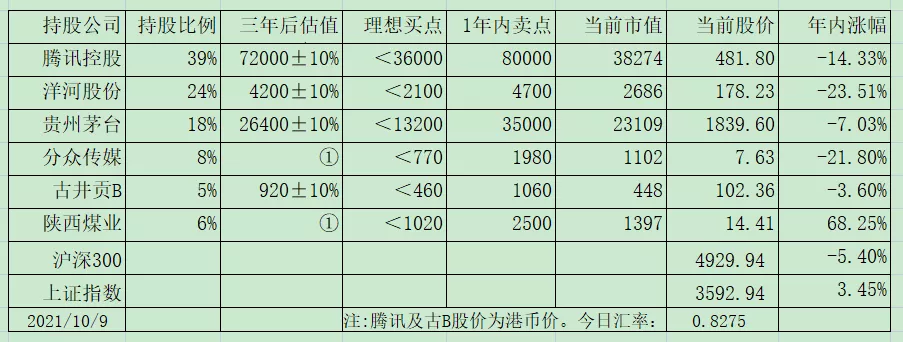 持股公司 持股比例 三年后估值 理想买点 1年内卖点 当前市值 当前股价 年内涨幅
腾讯控股 39% 72000±10% <36000 80000 38274 481.80 -14.33%
洋河股份 24% 4200±10% <2100 4700 2686 178.23 -23.51%
贵州茅台 18% 26400±10% <13200 35000 23109 1839.60 -7.03%
分众传媒 8% ① <770 1980 1102 7.63 -21.80%
古井贡B 5% 920±10% <460 1060 448 102.36 -3.60%
陕西煤业 6% ① <1020 2500 1397 14.41 68.25%
沪深300 4929.94 -5.40%
上证指数 3592.94 3.45%
2021/10/9 注:腾讯及古B股价为港币价。今日汇率: 0.8275